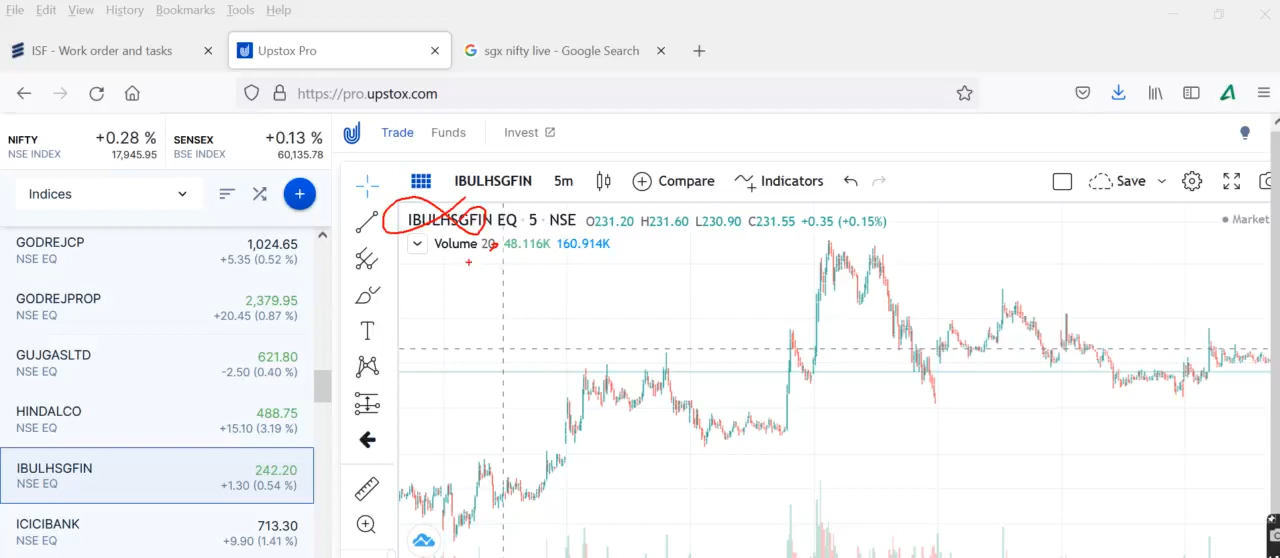 File Edit View History Bookmarks Tools Help
ISF - Work order and tasks
Upstox Pro
sgx nifty live - Google Search
https://pro.upstox.com
NIFTY +0.28 %
NSE INDEX 17,945.95
SENSEX +0.13 %
BSE INDEX 60,135.78
Trade Funds Invest
Indices
IBULHSGFIN 5m Compare Indicators Save
IBULHSGFIN EQ · 5 · NSE O231.20 H231.60 L230.90 C231.55 +0.35 (+0.15%)
Market
Volume 20 48.116K 160.914K
GODREJCP 1,024.65
NSE EQ +5.35 (0.52 %)
GODREJPROP 2,379.95
NSE EQ +20.45 (0.87 %)
GUJGASLTD 621.80
NSE EQ -2.50 (0.40 %)
HINDALCO 488.75
NSE EQ +15.10 (3.19 %)
IBULHSGFIN 242.20
NSE EQ +1.30 (0.54 %)
ICICIBANK 713.30
NSE EQ +9.90 (1.41 %)